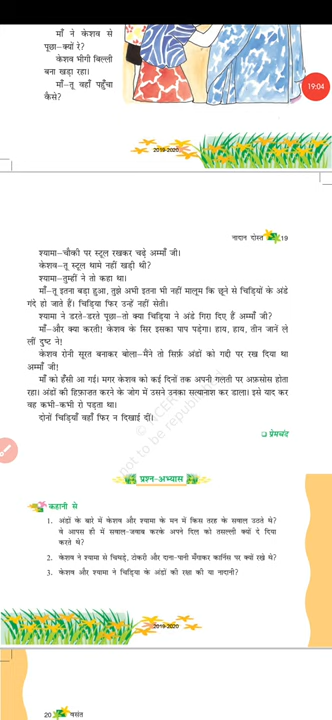 माँ ने केशव से
पूछा–क्यों रे?
केशव भीगी बिल्ली
बना खड़ा रहा।
माँ–तू वहाँ पहुँचा
कैसे?
19:04
2019-2020
नादान दोस्त 19
श्यामा–चौकी पर स्टूल रखकर चढ़े अम्माँ जी।
केशव–तू स्टूल थामे नहीं खड़ी थी?
श्यामा–तुम्हीं ने तो कहा था।
माँ–तू इतना बड़ा हुआ, तुझे अभी इतना भी नहीं मालूम कि छूने से चिड़ियों के अंडे
गंदे हो जाते हैं। चिड़िया फिर उन्हें नहीं सेती।
श्यामा ने डरते-डरते पूछा–तो क्या चिड़िया ने अंडे गिरा दिए हैं अम्माँ जी?
माँ–और क्या करती! केशव के सिर इसका पाप पड़ेगा। हाय, हाय, तीन जानें ले
लीं दुष्ट ने!
केशव रोनी सूरत बनाकर बोला–मैंने तो सिर्फ़ अंडों को गद्दी पर रख दिया था
अम्माँ जी!
माँ को हँसी आ गई। मगर केशव को कई दिनों तक अपनी गलती पर अफ़सोस होता
रहा। अंडों की हिफ़ाज़त करने के जोग में उसने उनका सत्यानाश कर डाला। इसे याद कर
वह कभी-कभी रो पड़ता था।
दोनों चिड़ियाँ वहाँ फिर न दिखाई दीं।
प्रेमचंद
not to be republished
प्रश्न-अभ्यास
कहानी से
1. अंडों के बारे में केशव और श्यामा के मन में किस तरह के सवाल उठते थे?
वे आपस ही में सवाल-जवाब करके अपने दिल को तसल्ली क्यों दे दिया
करते थे?
2. केशव ने श्यामा से चिथड़े, टोकरी और दाना-पानी मँगाकर कार्निस पर क्यों रखे थे?
3. केशव और श्यामा ने चिड़िया के अंडों की रक्षा की या नादानी?
2019-2020
20 वसंत